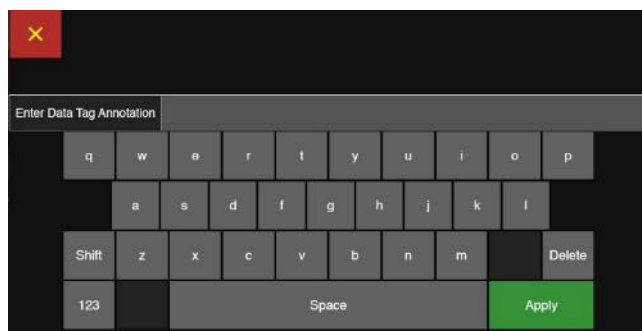 ×
Enter Data Tag Annotation
q w e r t y u i o p
a s d f g h j k l
Shift z x c v b n m Delete
123 Space Apply